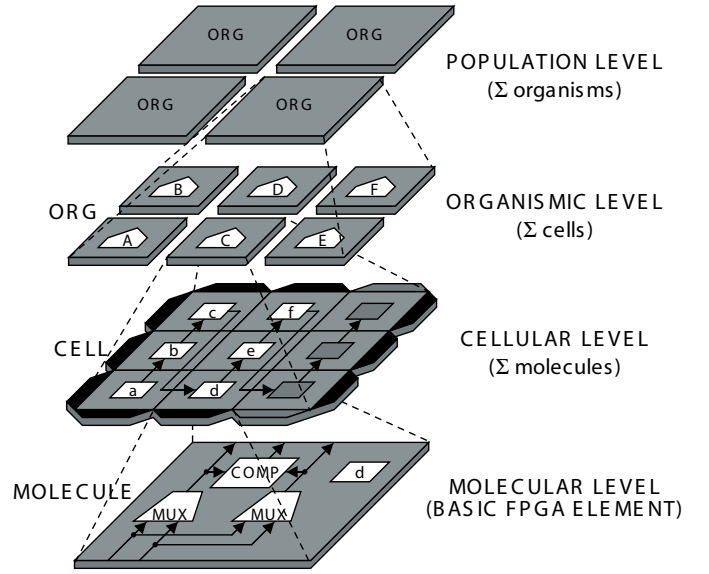 ORG ORG
ORG ORG
POPULATION LEVEL
(Σ organisms)
B D F
ORG
A C E
ORGANISMIC LEVEL
(Σ cells)
c f
CELL
b e
a d
CELLULAR LEVEL
(Σ molecules)
COMP d
MOLECULE
MUX MUX
MOLECULAR LEVEL
(BASIC FPGA ELEMENT)